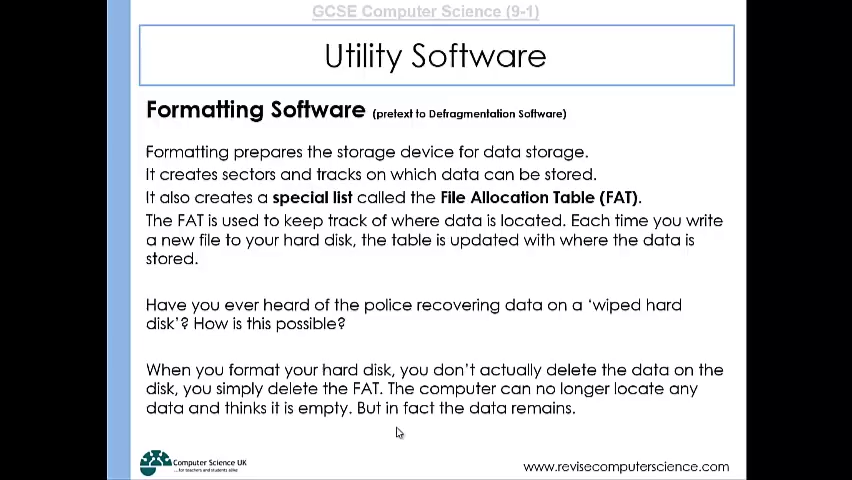 GCSE Computer Science (9-1)
Utility Software
Formatting Software (pretext to Defragmentation Software)
Formatting prepares the storage device for data storage.
It creates sectors and tracks on which data can be stored.
It also creates a special list called the File Allocation Table (FAT).
The FAT is used to keep track of where data is located. Each time you write
a new file to your hard disk, the table is updated with where the data is
stored.
Have you ever heard of the police recovering data on a ‘wiped hard
disk’? How is this possible?
When you format your hard disk, you don’t actually delete the data on the
disk, you simply delete the FAT. The computer can no longer locate any
data and thinks it is empty. But in fact the data remains.
Computer Science UK
...for teachers and students alike
www.revisecomputerscience.com